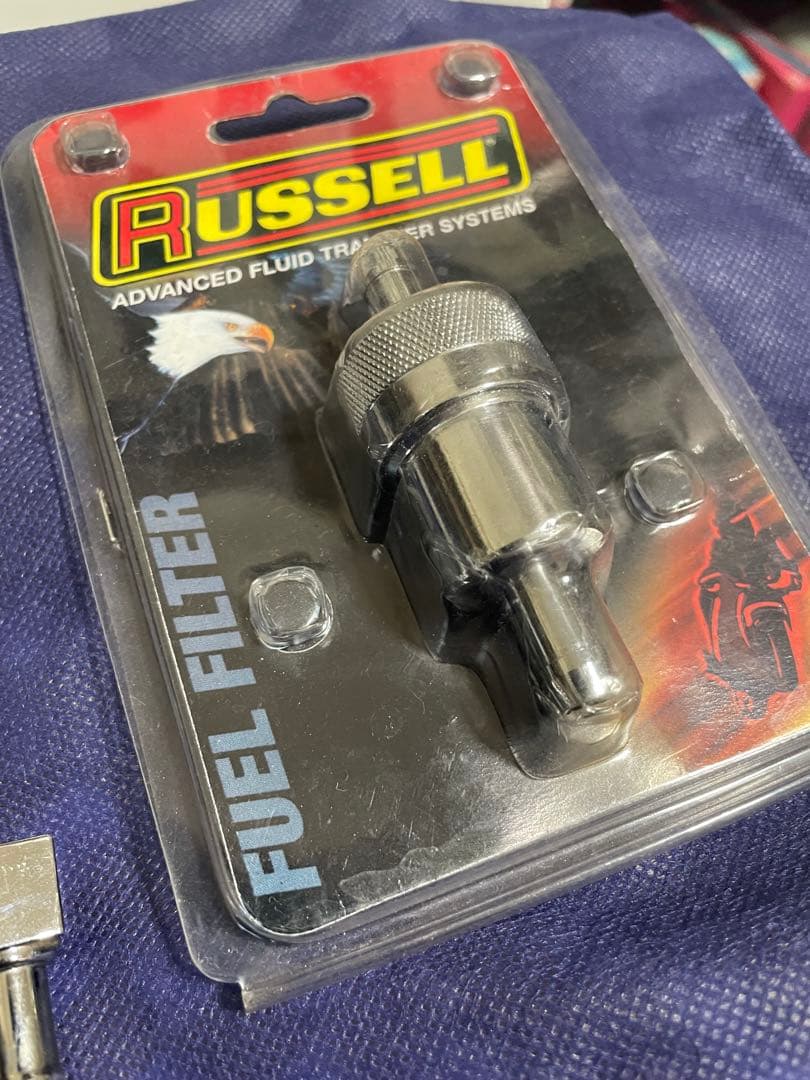 RUSSELL
ADVANCED FLUID TRANSFER SYSTEMS
FUEL FILTER